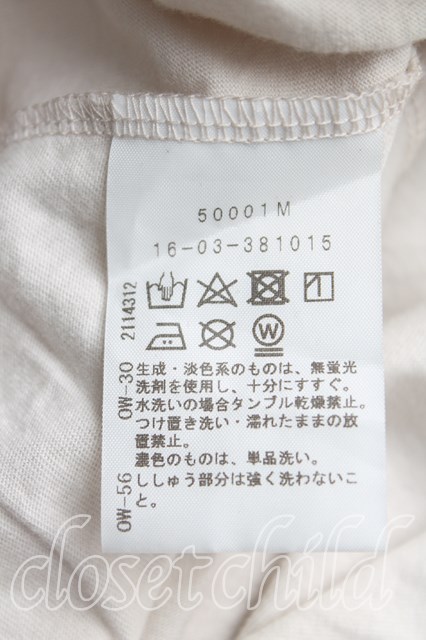 50001M
16-03-381015
2114312
W
OW-30
生成・淡色系のものは、無蛍光
洗剤を使用し、十分にすすぐ。
水洗いの場合タンブル乾燥禁止。
つけ置き洗い・濡れたままの放
置禁止。
濃色のものは、単品洗い。
OW-56
ししゅう部分は強く洗わないこ
と。
closetchild